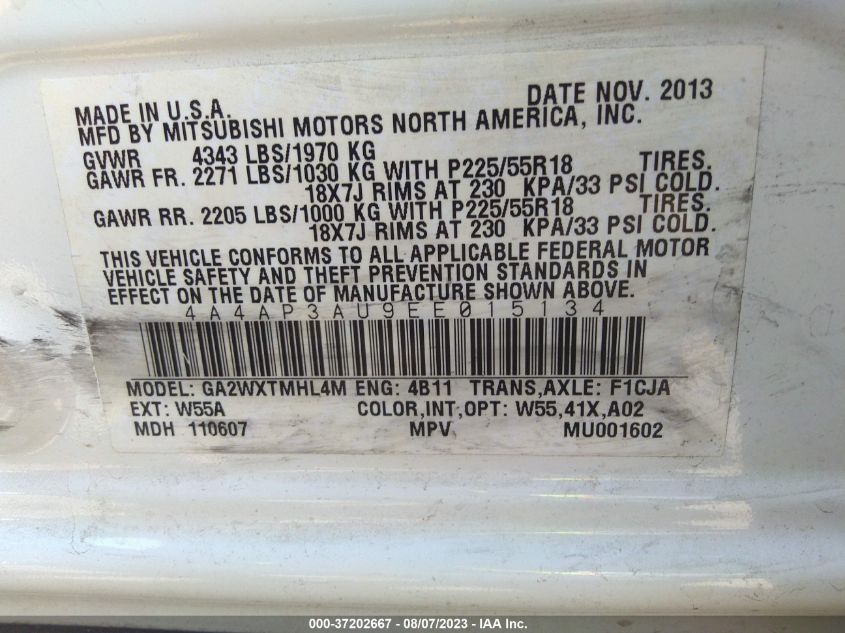 MADE IN U.S.A. DATE NOV. 2013
MFD BY MITSUBISHI MOTORS NORTH AMERICA, INC.
GVWR 4343 LBS/1970 KG
GAWR FR. 2271 LBS/1030 KG WITH P225/55R18 TIRES.
18X7J RIMS AT 230 KPA/33 PSI COLD.
GAWR RR. 2205 LBS/1000 KG WITH P225/55R18 TIRES.
18X7J RIMS AT 230 KPA/33 PSI COLD.
THIS VEHICLE CONFORMS TO ALL APPLICABLE FEDERAL MOTOR
VEHICLE SAFETY AND THEFT PREVENTION STANDARDS IN
EFFECT ON THE DATE OF MANUFACTURE SHOWN ABOVE.
4A4AP3AU9EE015134
MODEL: GA2WXTMHL4M ENG: 4B11 TRANS,AXLE: F1CJA
EXT: W55A COLOR,INT,OPT: W55,41X,A02
MDH 110607 MPV MU001602
000-37202667 - 08/07/2023 - IAA Inc.